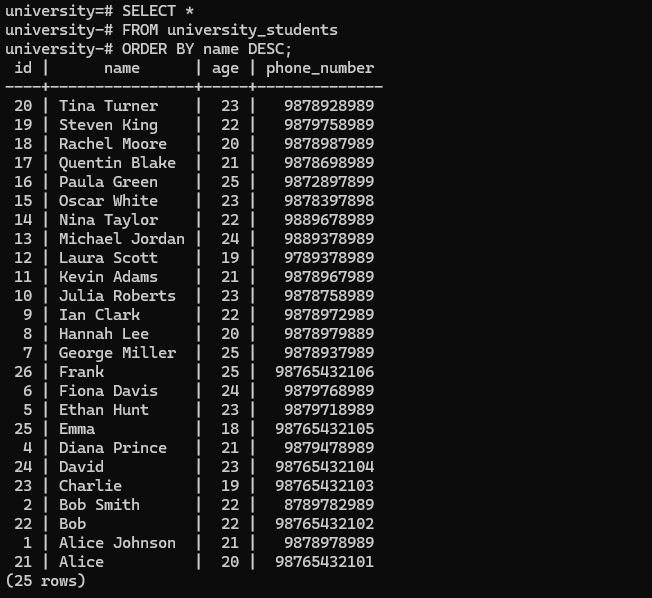 university=# SELECT *
university-# FROM university_students
university-# ORDER BY name DESC;
 id |      name      | age | phone_number
----+----------------+-----+--------------
 20 | Tina Turner    |  23 |   9878928989
 19 | Steven King    |  22 |   9879758989
 18 | Rachel Moore   |  20 |   9878987989
 17 | Quentin Blake  |  21 |   9878698989
 16 | Paula Green    |  25 |   9872897899
 15 | Oscar White    |  23 |   9878397898
 14 | Nina Taylor    |  22 |   9889678989
 13 | Michael Jordan |  24 |   9889378989
 12 | Laura Scott    |  19 |   9789378989
 11 | Kevin Adams    |  21 |   9878967989
 10 | Julia Roberts  |  23 |   9878758989
  9 | Ian Clark      |  22 |   9878972989
  8 | Hannah Lee     |  20 |   9878979889
  7 | George Miller  |  25 |   9878937989
 26 | Frank          |  25 |  98765432106
  6 | Fiona Davis    |  24 |   9879768989
  5 | Ethan Hunt     |  23 |   9879718989
 25 | Emma           |  18 |  98765432105
  4 | Diana Prince   |  21 |   9879478989
 24 | David          |  23 |  98765432104
 23 | Charlie        |  19 |  98765432103
  2 | Bob Smith      |  22 |   8789782989
 22 | Bob            |  22 |  98765432102
  1 | Alice Johnson  |  21 |   9878978989
 21 | Alice          |  20 |  98765432101
(25 rows)